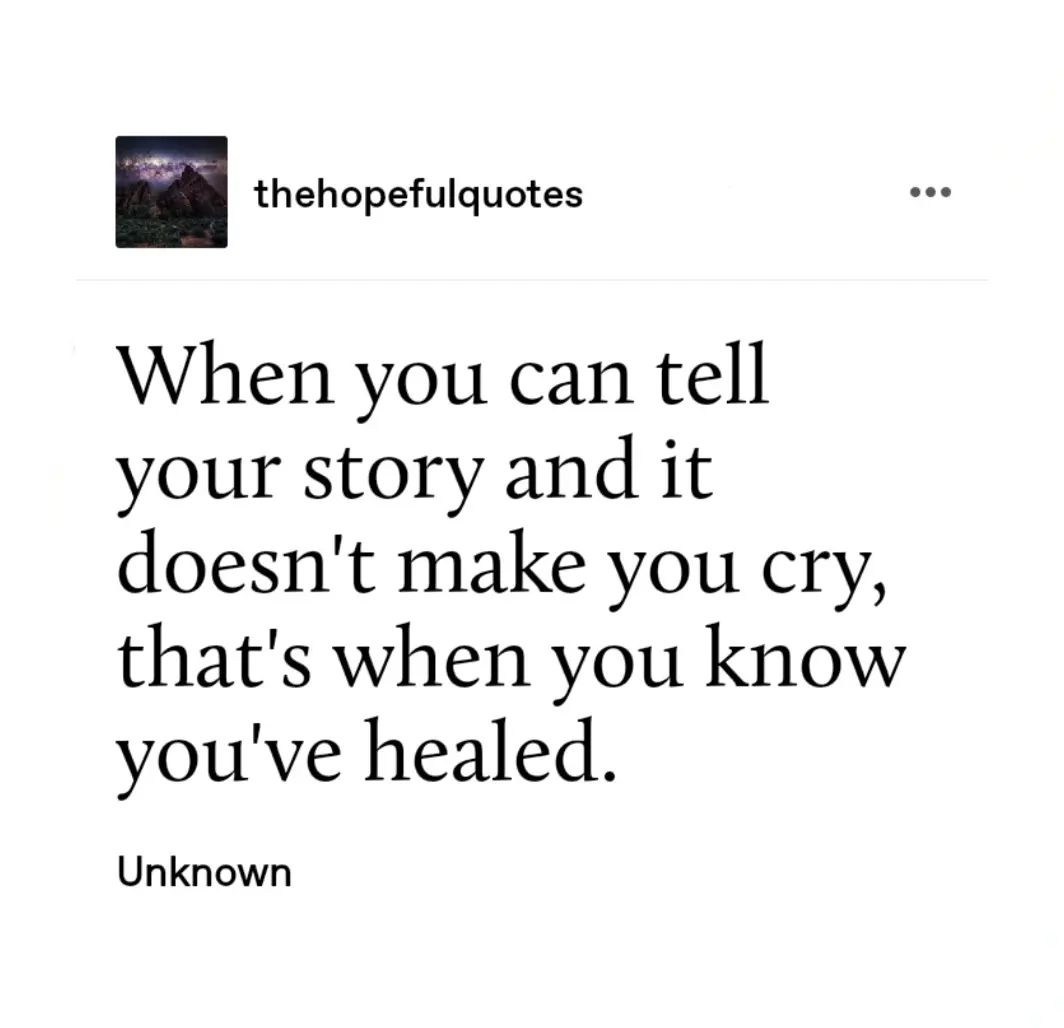 thehopefulquotes
When you can tell
your story and it
doesn't make you cry,
that's when you know
you've healed.
Unknown